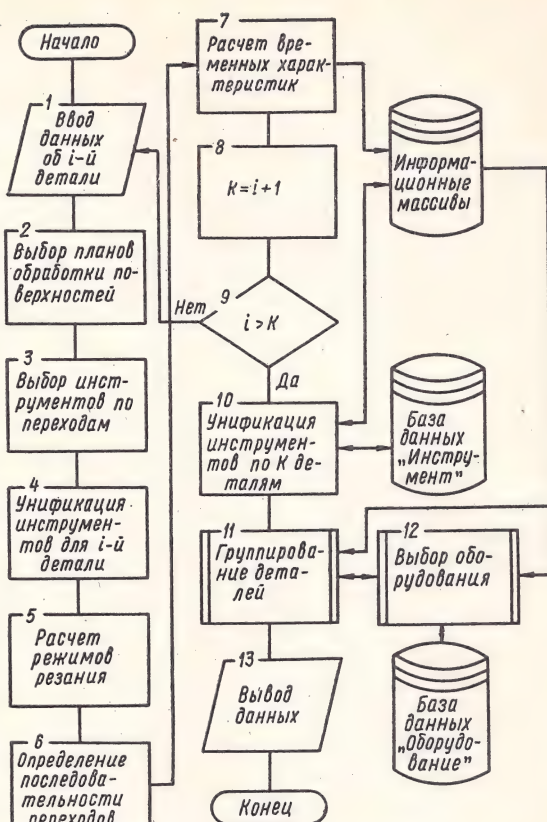 Начало
1
Ввод
данных
об i-й
детали
2
Выбор планов
обработки по-
верхностей
3
Выбор инст-
рументов по
переходам
4
Унификация
инструмен-
тов для i-й
детали
5
Расчет
режимов
резания
6
Определение
последова-
тельности
переходов
7
Расчет вре-
менных харак-
теристик
8
К=i+1
9
Нет
i>К
Да
10
Унификация
инструмен-
тов по К де-
талям
11
Группирова-
ние дета-
лей
12
Выбор обо-
рудования
13
Вывод
данных
Конец
Информа-
ционные
массивы
База
данных
„Инстру-
мент"
База
данных
„Оборудо-
вание"